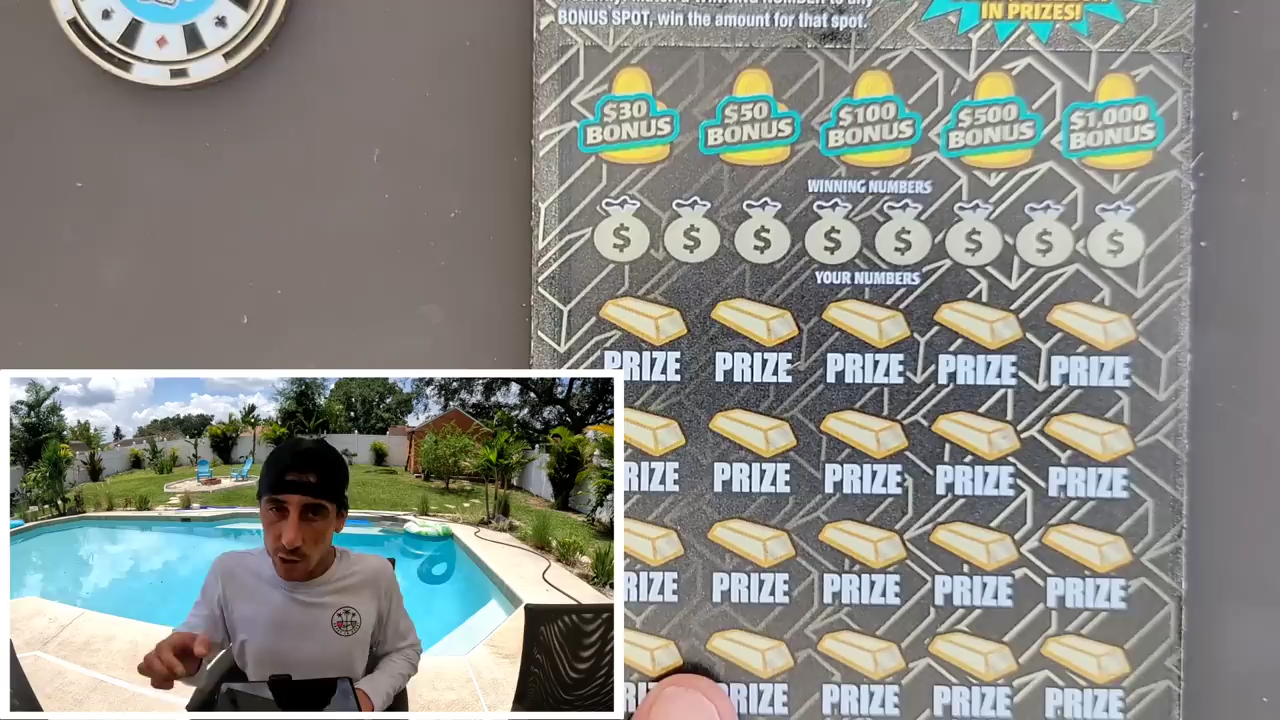 BONUS SPOT, win the amount for that spot.
IN PRIZES!
$30 BONUS
$50 BONUS
$100 BONUS
$500 BONUS
$1,000 BONUS
WINNING NUMBERS
$ $ $ $ $ $ $ $
YOUR NUMBERS
PRIZE PRIZE PRIZE PRIZE PRIZE
RIZE PRIZE PRIZE PRIZE PRIZE
RIZE PRIZE PRIZE PRIZE PRIZE
PRIZE PRIZE PRIZE PRIZE